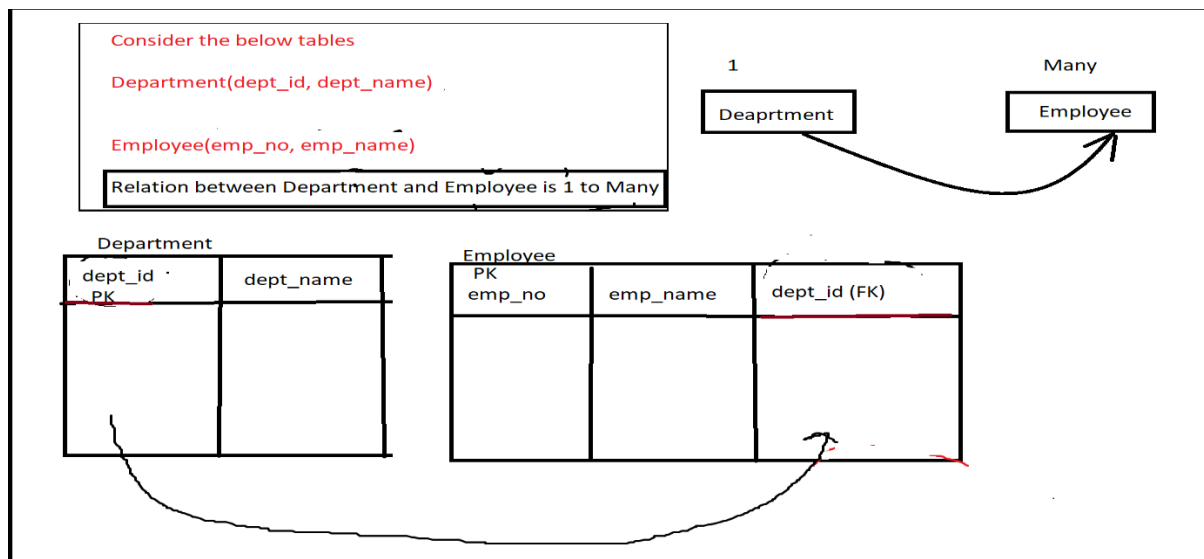 Consider the below tables
Department(dept_id, dept_name)
Employee(emp_no, emp_name)
Relation between Department and Employee is 1 to Many
1
Many
Deaprtment
Employee
Department
dept_id
PK
dept_name
Employee
PK
emp_no
emp_name
dept_id (FK)